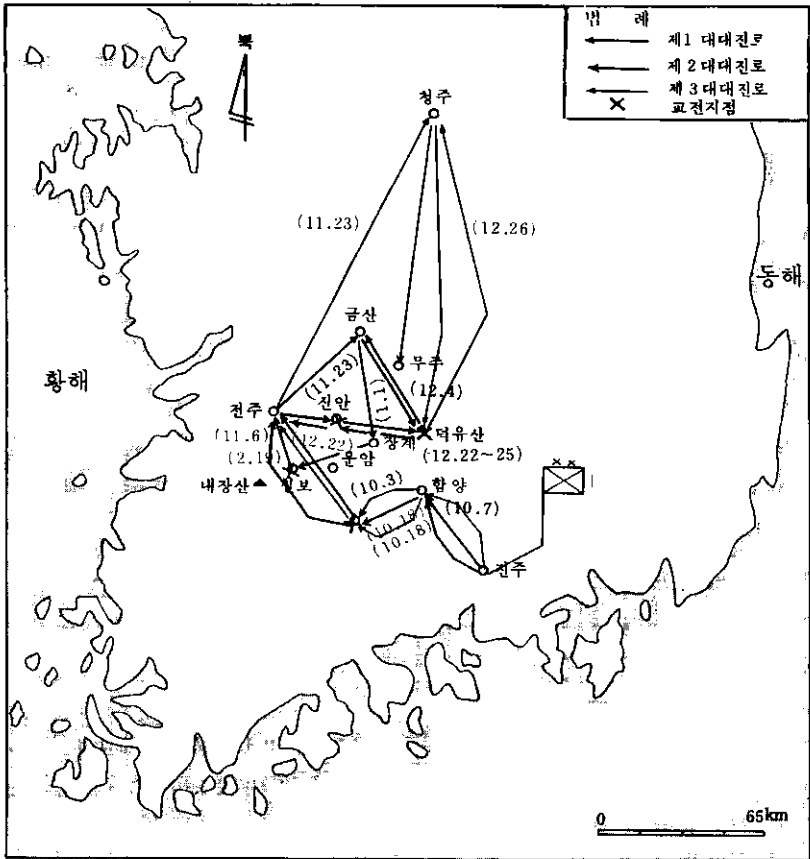 범 례
제1 대대진로
제2 대대진로
제3 대대진로
교전지점
북
청주
(11.23)
(12.26)
동해
금산
무주
황해
(11.23)
(1.1)
(12.4)
전주
진안
덕유산
(11.6)
(12.22)
장계
(12.22~25)
(2.19)
운암
내장산
(10.3)
함양
(10.7)
(10.18)
(10.18)
진주
0
65km